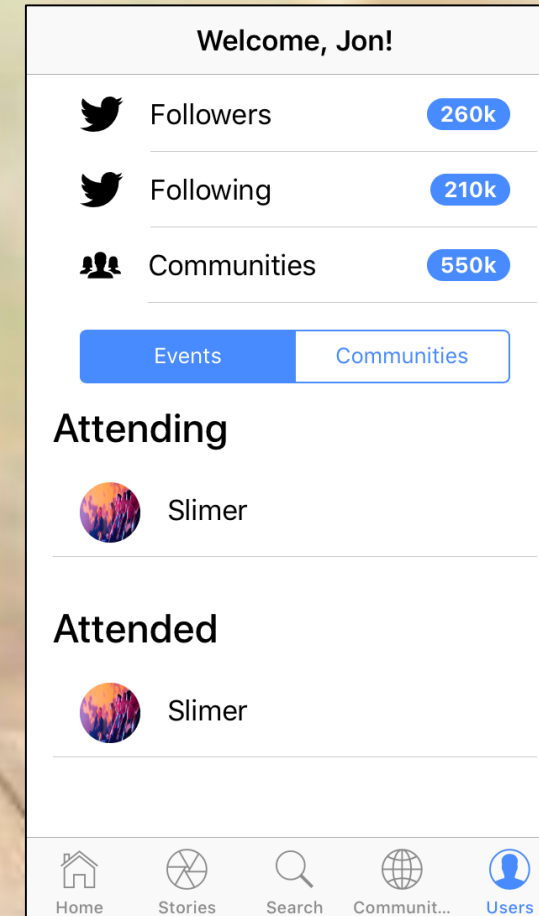 Welcome, Jon!
Followers 260k
Following 210k
Communities 550k
Events Communities
Attending
Slimer
Attended
Slimer
Home Stories Search Communit... Users